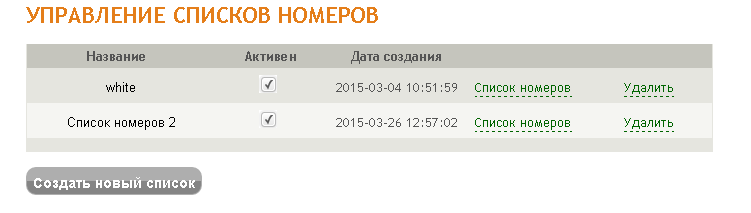 УПРАВЛЕНИЕ СПИСКОВ НОМЕРОВ
Название Активен Дата создания
white 2015-03-04 10:51:59 Список номеров Удалить
Список номеров 2 2015-03-26 12:57:02 Список номеров Удалить
Создать новый список